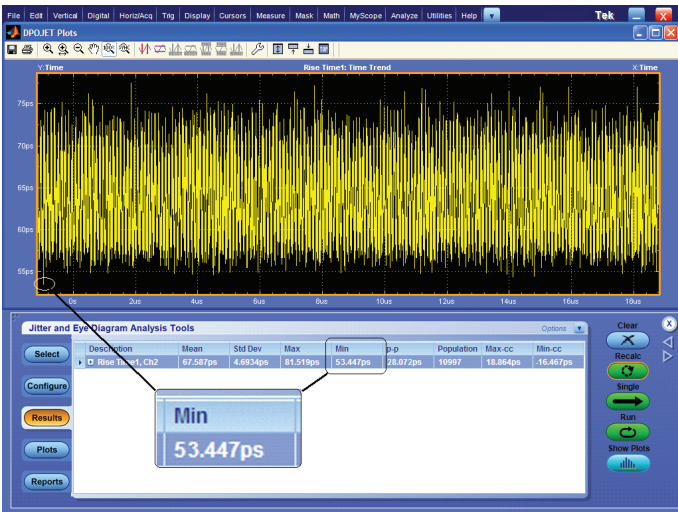 File Edit Vertical Digital Horiz/Acq Trig Display Cursors Measure Mask Math MyScope Analyze Utilities Help Tek X
DPOJET Plots
Y:Time Rise Time1: Time Trend X:Time
75ps
70ps
65ps
60ps
55ps
0s 2us 4us 6us 8us 10us 12us 14us 16us 18us
Jitter and Eye Diagram Analysis Tools Options
Description Mean Std Dev Max Min p-p Population Max-cc Min-cc
Rise Time1, Ch2 67.587ps 4.6934ps 81.519ps 53.447ps 28.072ps 10997 18.864ps -16.467ps
Select
Configure
Results
Plots
Reports
Min
53.447ps
Clear
Recalc
Single
Run
Show Plots